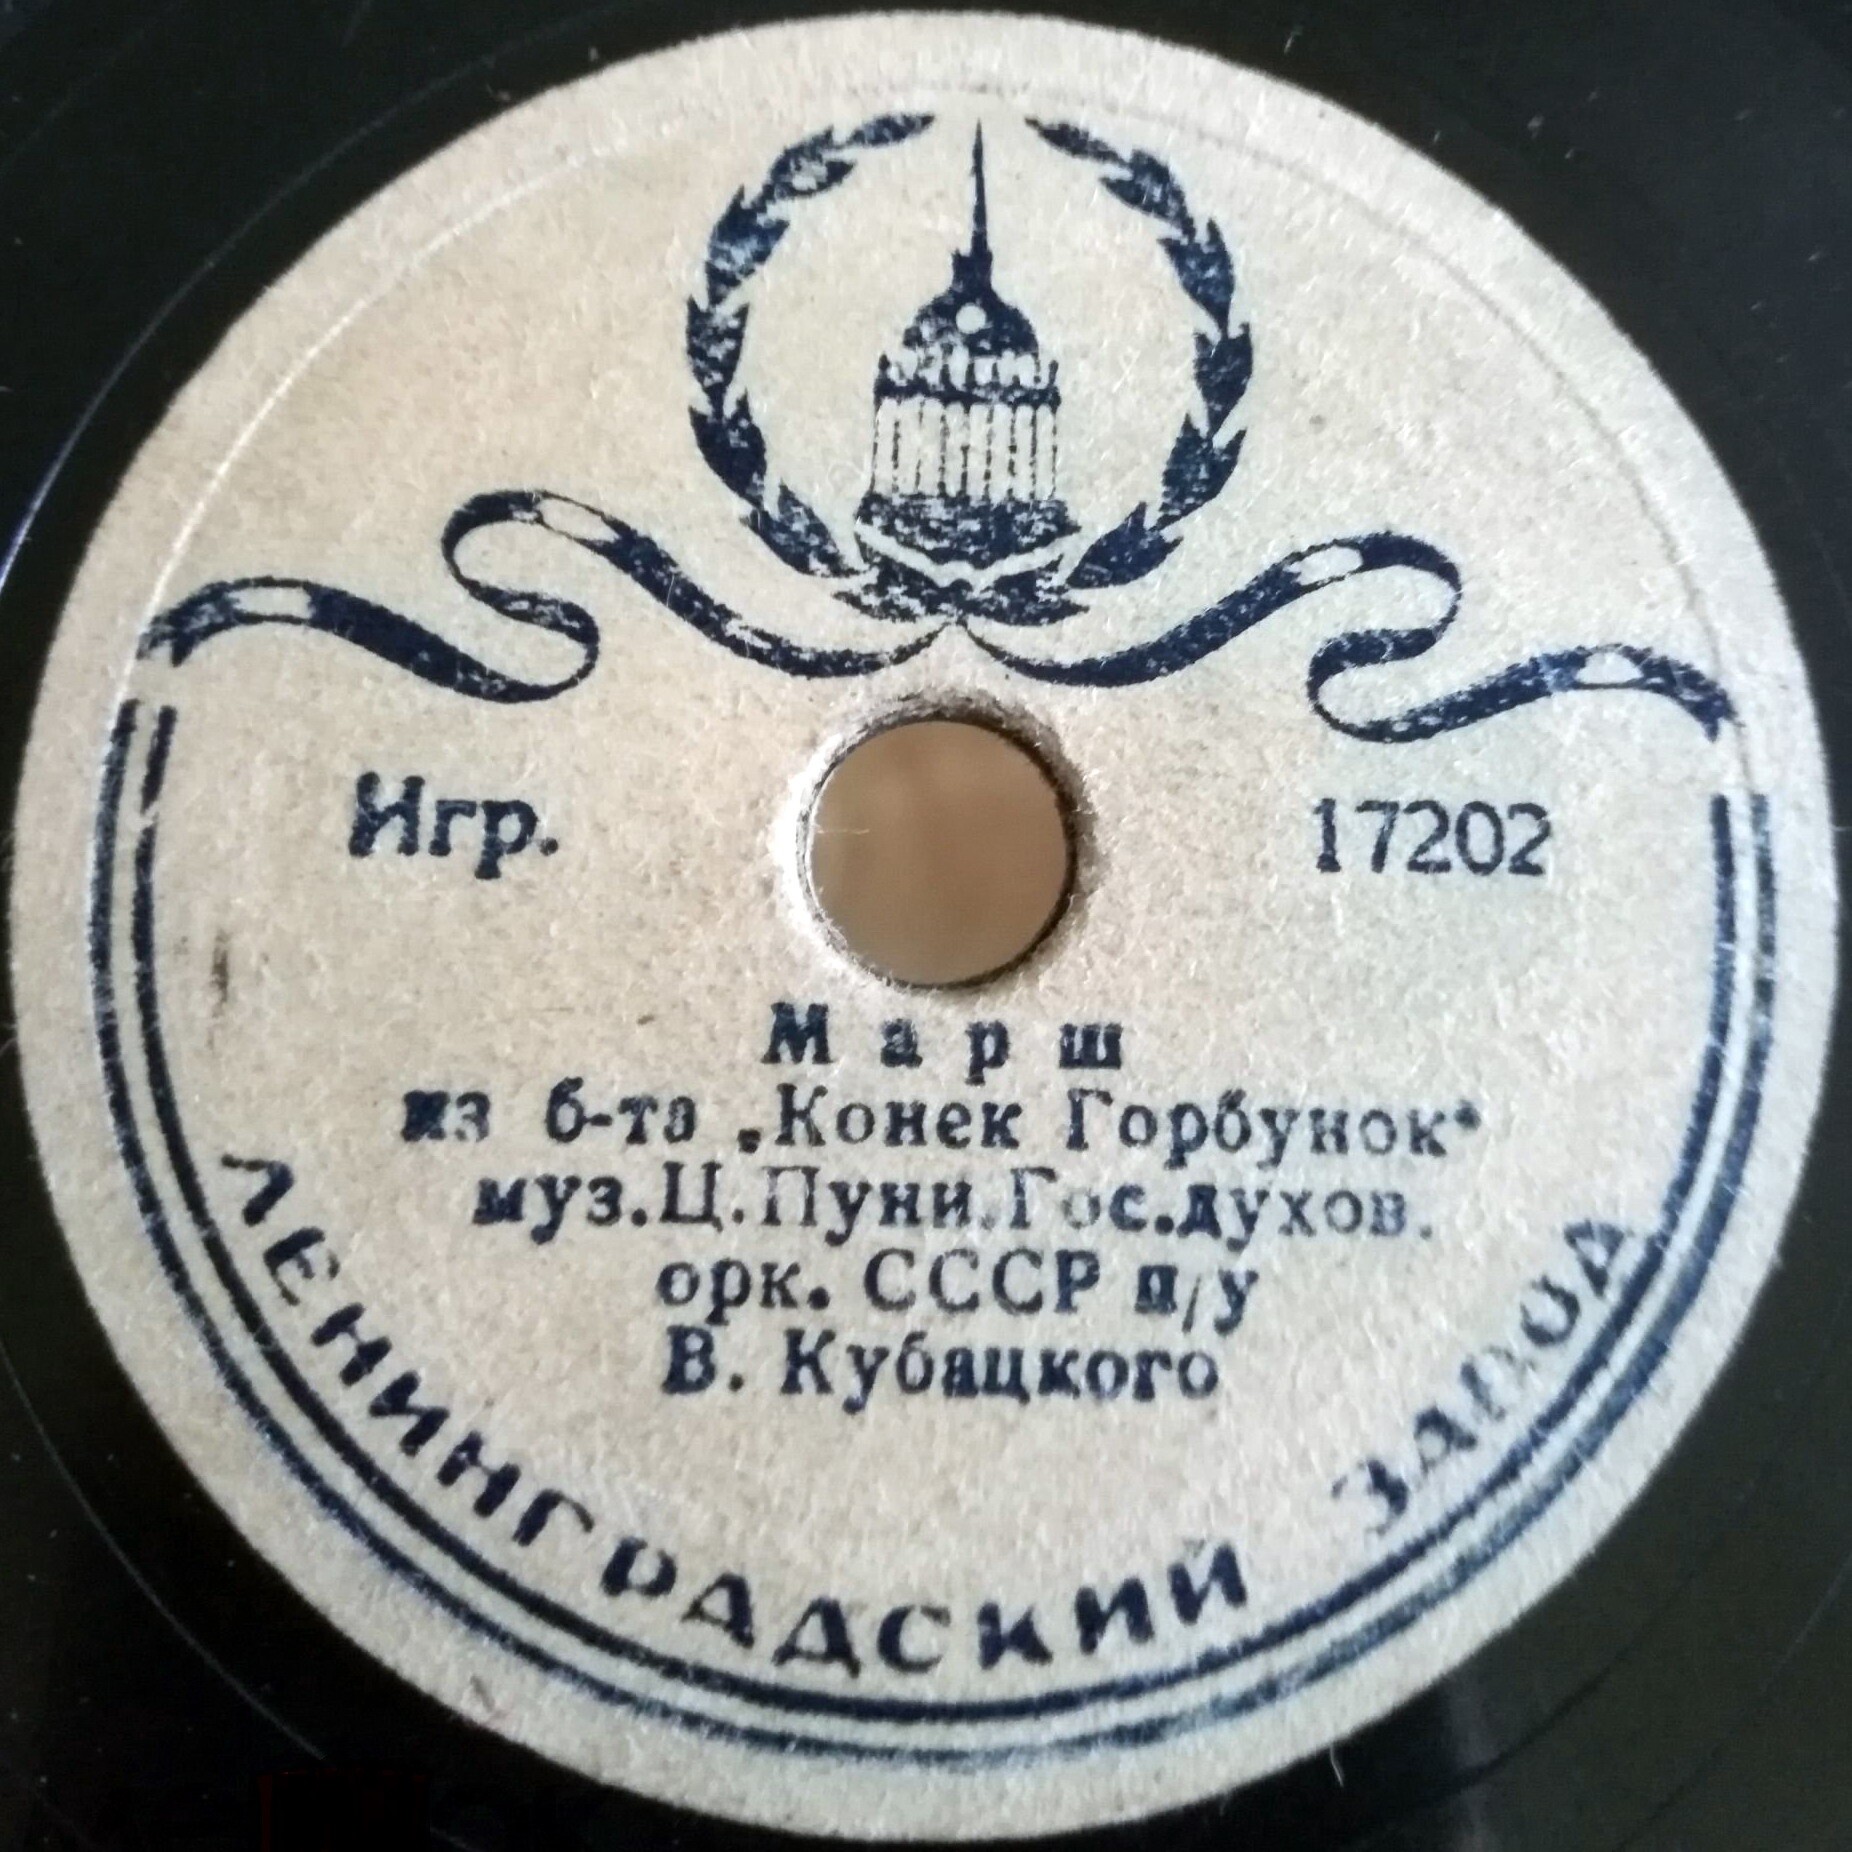 Игр. 17202
Марш
из б-та „Конек Горбунок"
муз. Ц. Пуни. Гос. духов.
орк. СССР п/у
В. Кубацкого
ЛЕНИНГРАДСКИЙ ЗАВОД